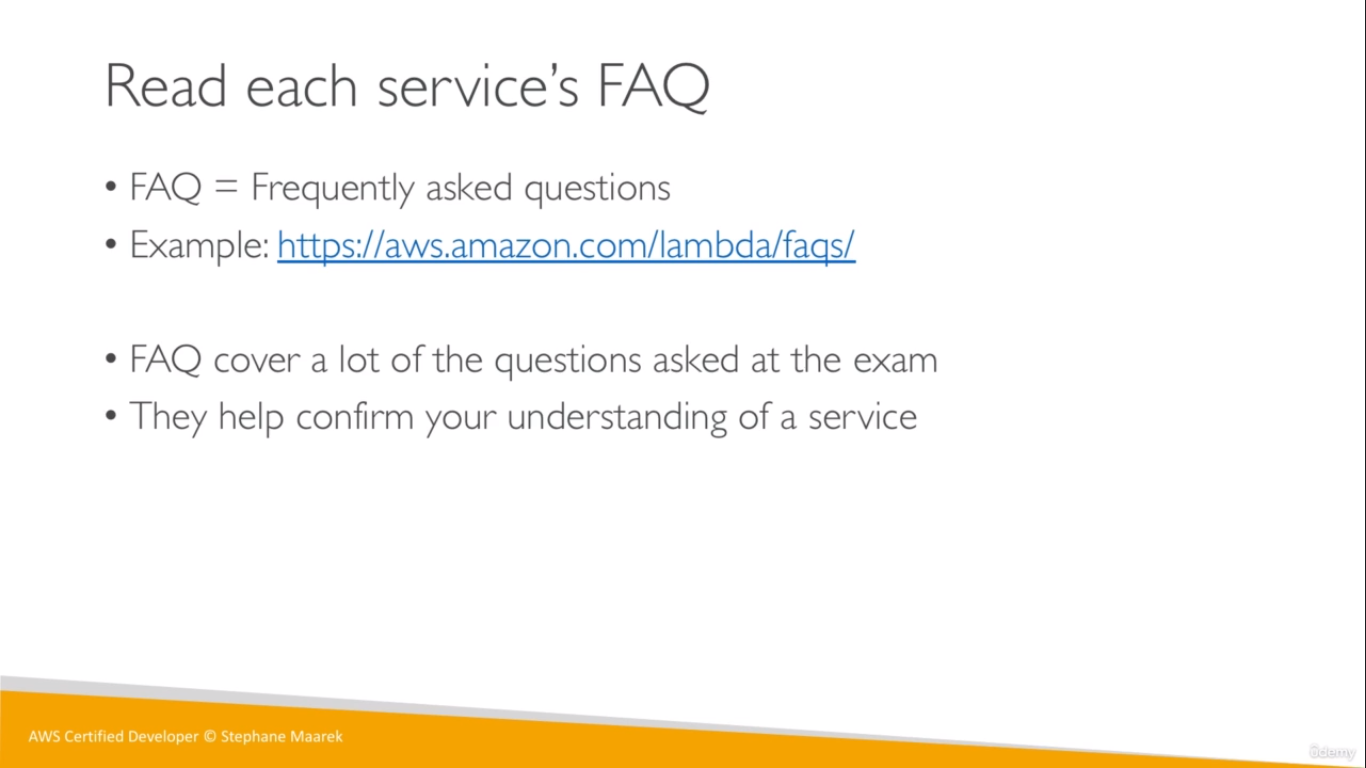 Read each service’s FAQ
• FAQ = Frequently asked questions
• Example: https://aws.amazon.com/lambda/faqs/
• FAQ cover a lot of the questions asked at the exam
• They help confirm your understanding of a service
AWS Certified Developer © Stephane Maarek
ûdemy